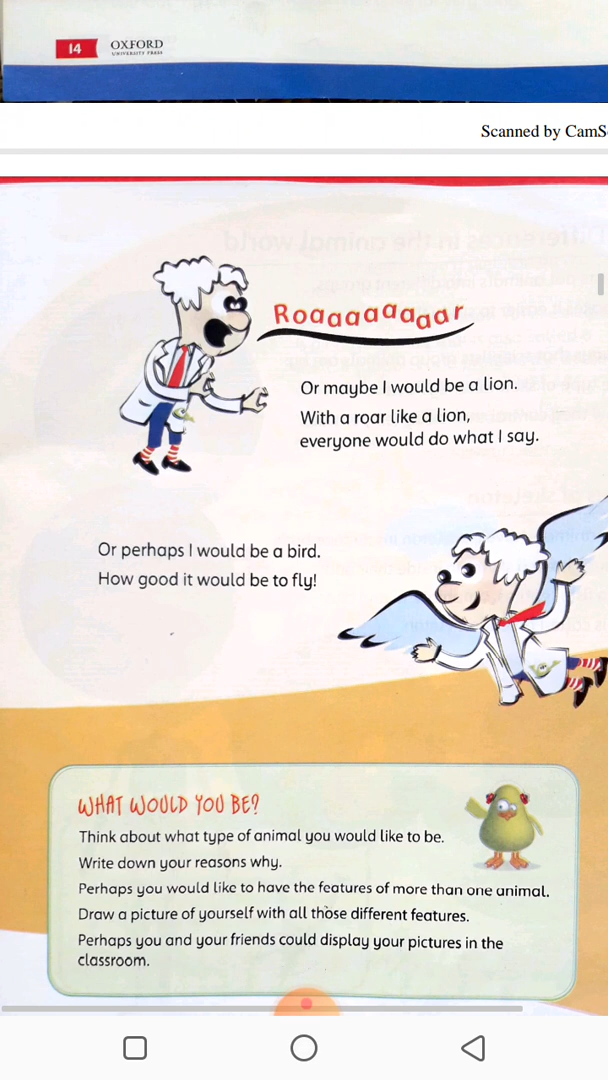 14 OXFORD
UNIVERSITY PRESS
Scanned by CamS
Roaaaaaaaar
Or maybe I would be a lion.
With a roar like a lion,
everyone would do what I say.
Or perhaps I would be a bird.
How good it would be to fly!
WHAT WOULD YOU BE?
Think about what type of animal you would like to be.
Write down your reasons why.
Perhaps you would like to have the features of more than one animal.
Draw a picture of yourself with all those different features.
Perhaps you and your friends could display your pictures in the
classroom.